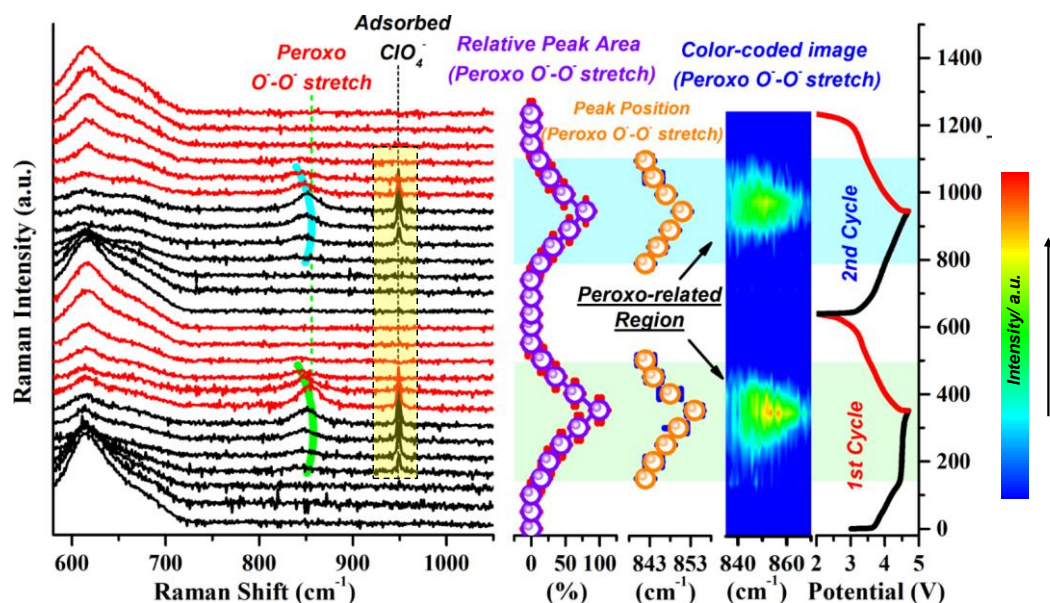 Adsorbed
ClO₄⁻
Peroxo
O⁻-O⁻ stretch
Relative Peak Area
(Peroxo O⁻-O⁻ stretch)
Color-coded image
(Peroxo O⁻-O⁻ stretch)
Peak Position
(Peroxo O⁻-O⁻ stretch)
Peroxo-related
Region
2nd Cycle
1st Cycle
Raman Intensity (a.u.)
1400
1200
1000
800
600
400
200
0
Intensity/ a.u.
600 700 800 900 1000
Raman Shift (cm⁻¹)
0 50 100
(%)
843 853
(cm⁻¹)
840 860
(cm⁻¹)
2 3 4 5
Potential (V)